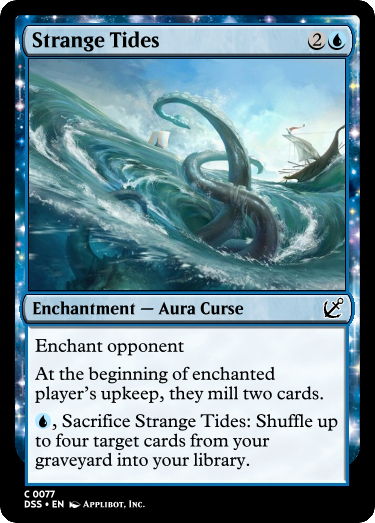 Strange Tides 2
Enchantment — Aura Curse
Enchant opponent
At the beginning of enchanted
player's upkeep, they mill two cards.
, Sacrifice Strange Tides: Shuffle up
to four target cards from your
graveyard into your library.
C 0077
DSS • EN Applibot, Inc.